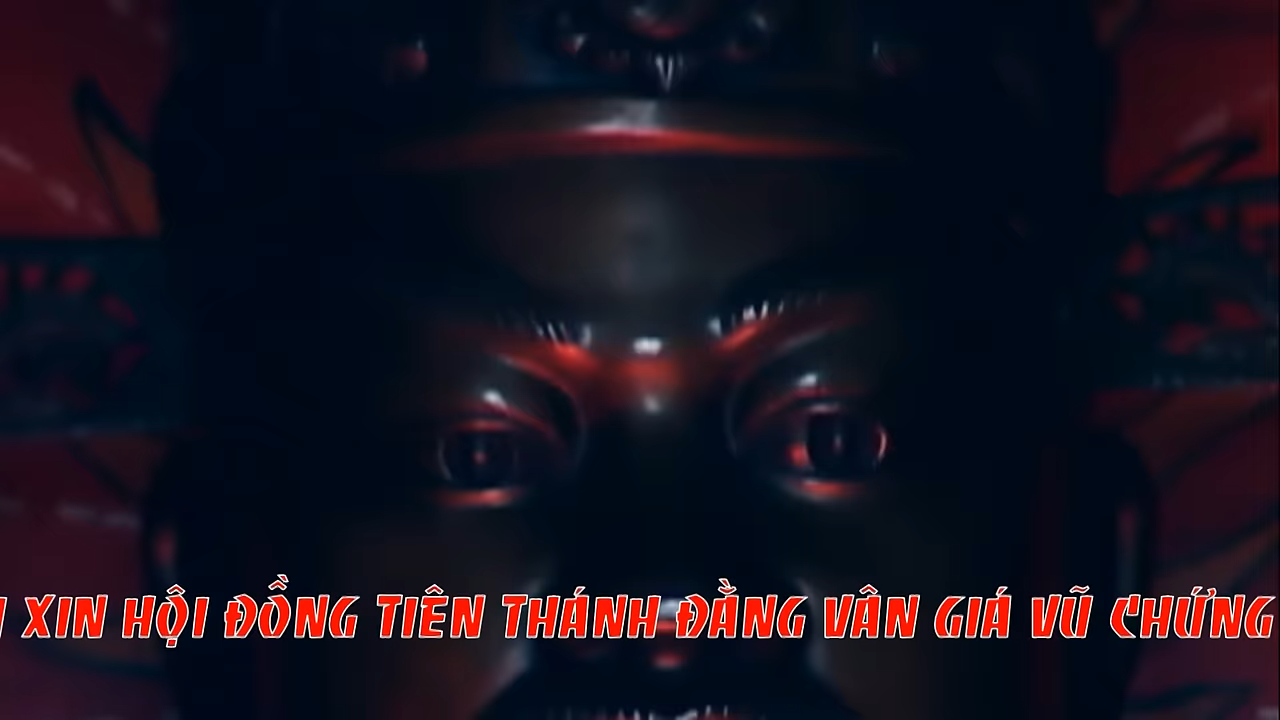 XIN HỘI ĐỒNG TIÊN THÁNH ĐẰNG VÂN GIÁ VŨ CHỨNG